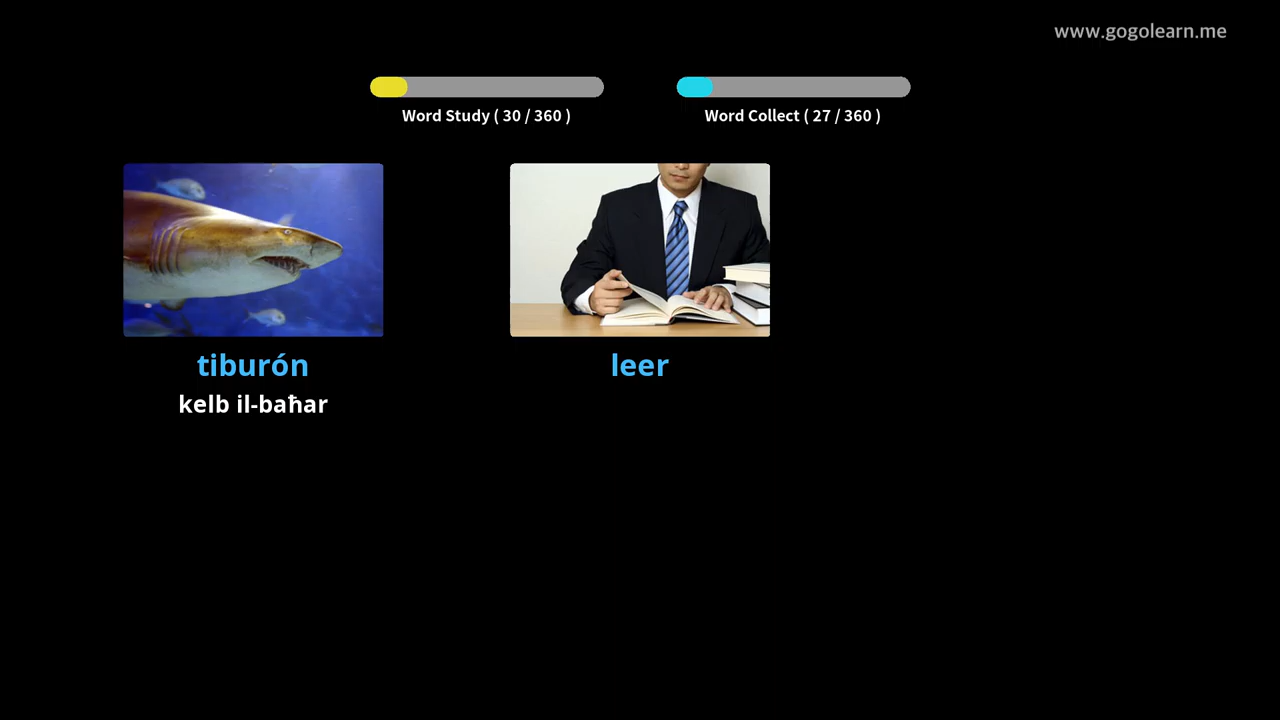 www.gogolearn.me
Word Study ( 30 / 360 )
Word Collect ( 27 / 360 )
tiburón
leer
kelb il-baħar